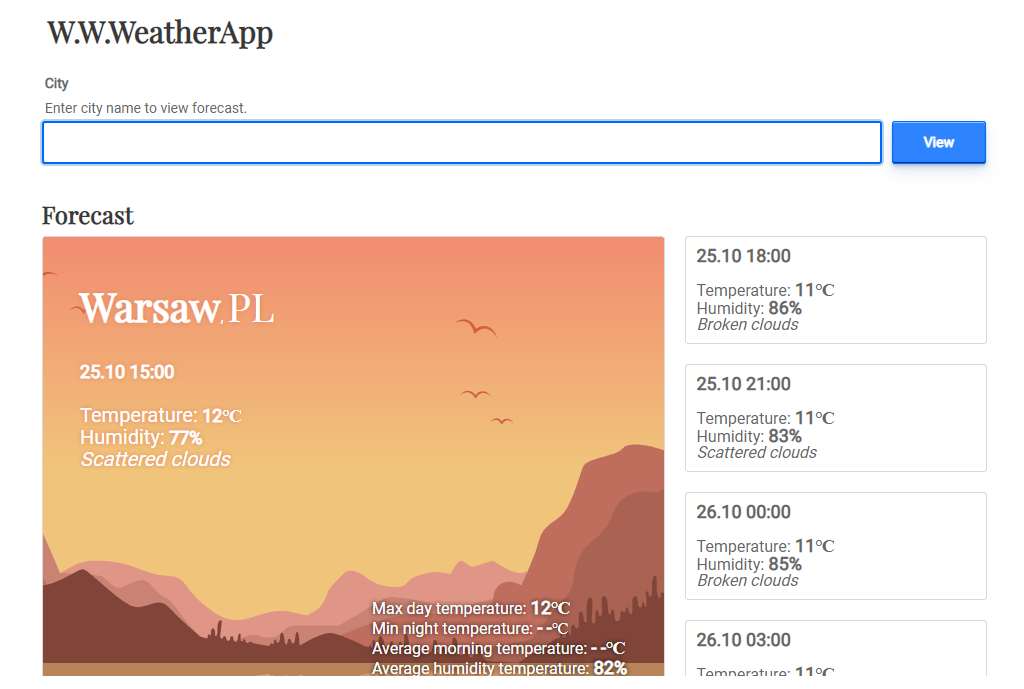 W.W.WeatherApp
City
Enter city name to view forecast.
View
Forecast
Warsaw, PL
25.10 15:00
Temperature: 12°C
Humidity: 77%
Scattered clouds
Max day temperature: 12°C
Min night temperature: --°C
Average morning temperature: --°C
Average humidity temperature: 82%
25.10 18:00
Temperature: 11°C
Humidity: 86%
Broken clouds
25.10 21:00
Temperature: 11°C
Humidity: 83%
Scattered clouds
26.10 00:00
Temperature: 11°C
Humidity: 85%
Broken clouds
26.10 03:00
Temperature: 11°C